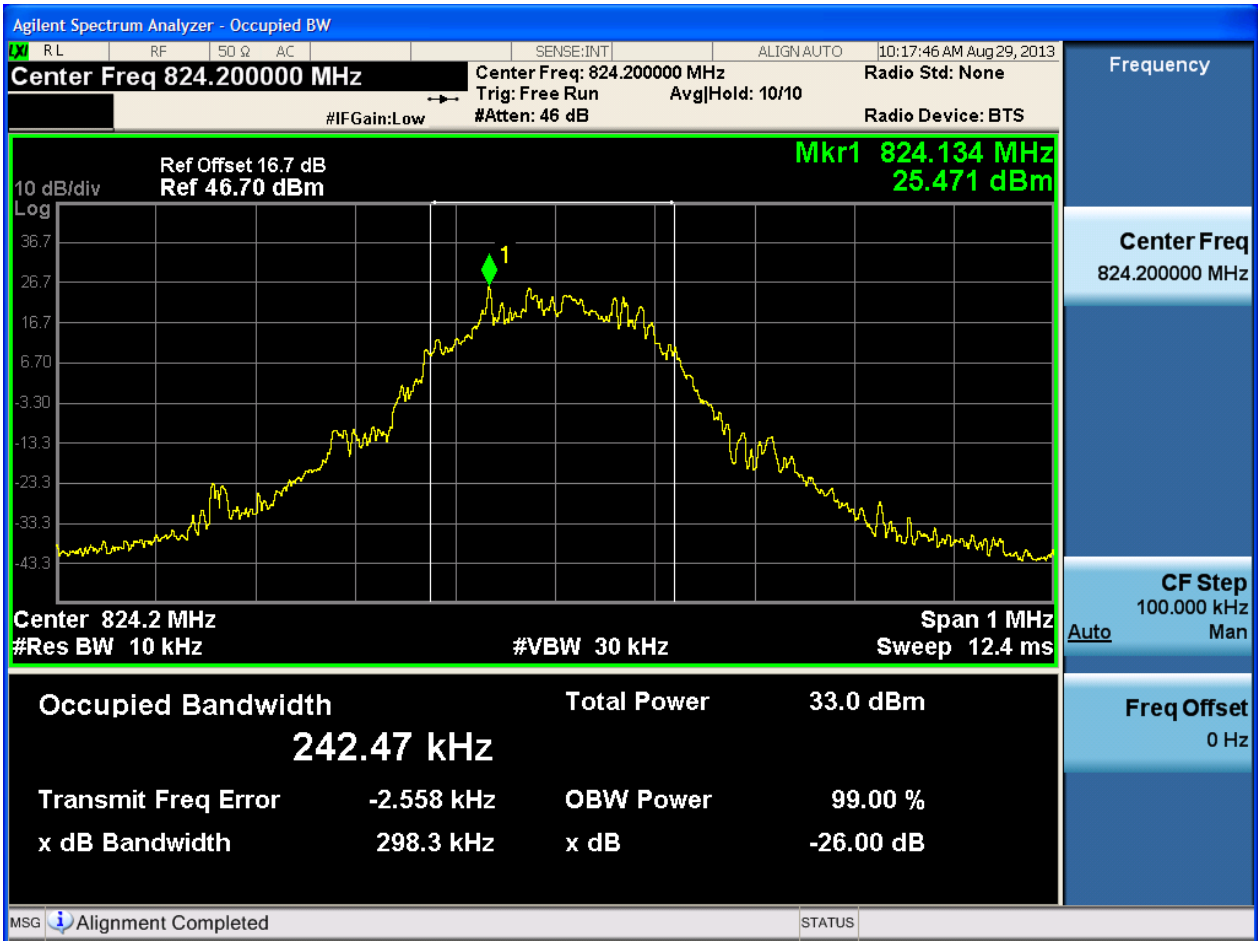 Agilent Spectrum Analyzer - Occupied BW
LXI RL RF 50 Ω AC SENSE:INT ALIGNAUTO 10:17:46 AM Aug 29, 2013
Center Freq 824.200000 MHz
Center Freq: 824.200000 MHz Radio Std: None
Trig: Free Run Avg|Hold: 10/10
#IFGain:Low #Atten: 46 dB Radio Device: BTS
Frequency
Mkr1 824.134 MHz
25.471 dBm
Ref Offset 16.7 dB
10 dB/div Ref 46.70 dBm
Log
36.7
26.7
16.7
6.70
-3.30
-13.3
-23.3
-33.3
-43.3
1
Center 824.2 MHz Span 1 MHz
#Res BW 10 kHz #VBW 30 kHz Sweep 12.4 ms
Occupied Bandwidth Total Power 33.0 dBm
242.47 kHz
Transmit Freq Error -2.558 kHz OBW Power 99.00 %
x dB Bandwidth 298.3 kHz x dB -26.00 dB
Center Freq
824.200000 MHz
CF Step
100.000 kHz
Auto Man
Freq Offset
0 Hz
MSG Alignment Completed STATUS